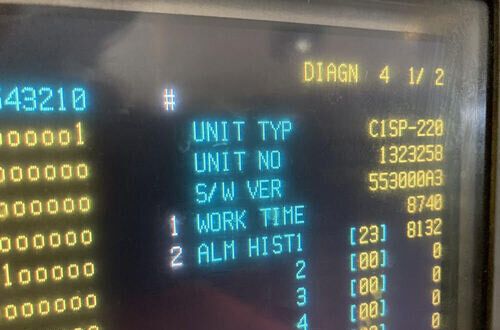 DIAGN 4 1/ 2
543210 #
ooooo1 UNIT TYP C1SP-220
oooooo UNIT NO 1323258
oooooo S/W VER 553000A3
oooooo 1 WORK TIME 8740
oooooo 2 ALM HIST1 [23] 8132
1ooooo 2 [00] 0
oooooo 3 [00] 0
4 [00] 0